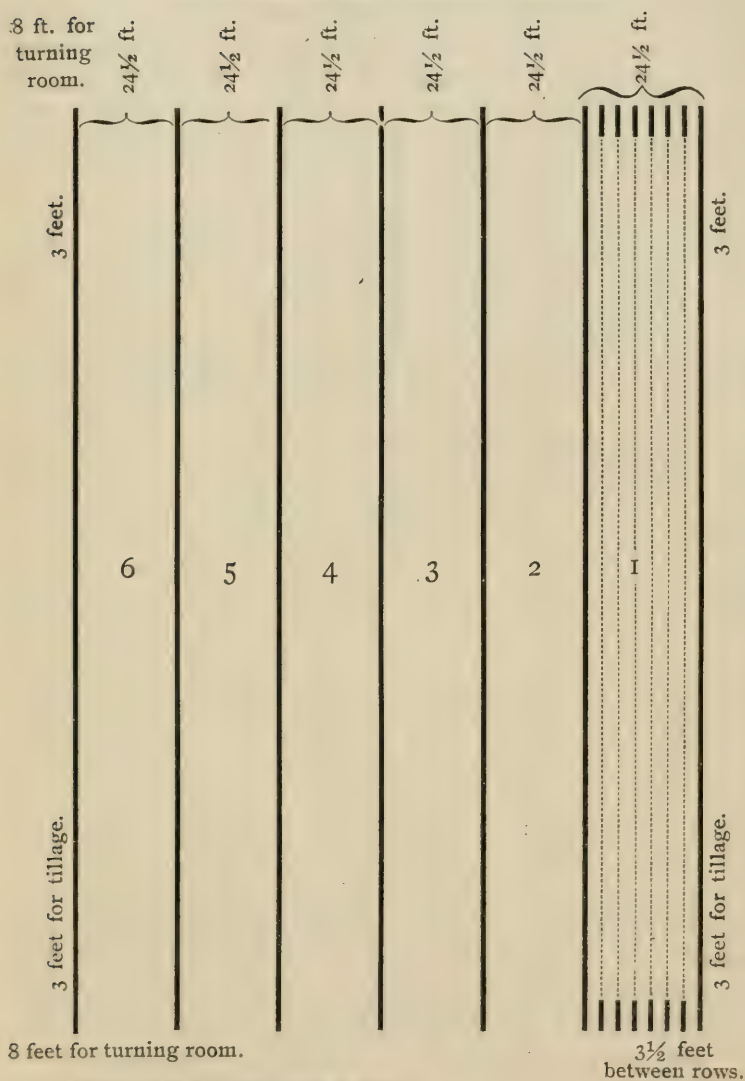 8 ft. for
turning
room.
24½ ft.
24½ ft.
24½ ft.
24½ ft.
24½ ft.
24½ ft.
3 feet.
3 feet.
6 5 4 3 2 1
3 feet for tillage.
3 feet for tillage.
8 feet for turning room.
3½ feet
between rows.